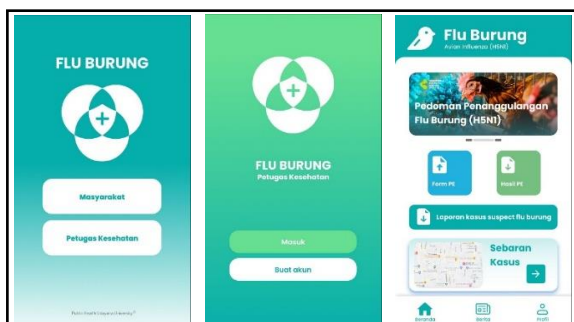 FLU BURUNG
Masyarakat
Petugas Kesehatan
FLU BURUNG
Petugas Kesehatan
Masuk
Buat akun
Flu Burung
Avian Influenza (H5N1)
Pedoman Penanggulangan
Flu Burung (H5N1)
Form PE
Hasil PE
Laporan kasus suspect flu burung
Sebaran
Kasus
Beranda
Berita
Profil